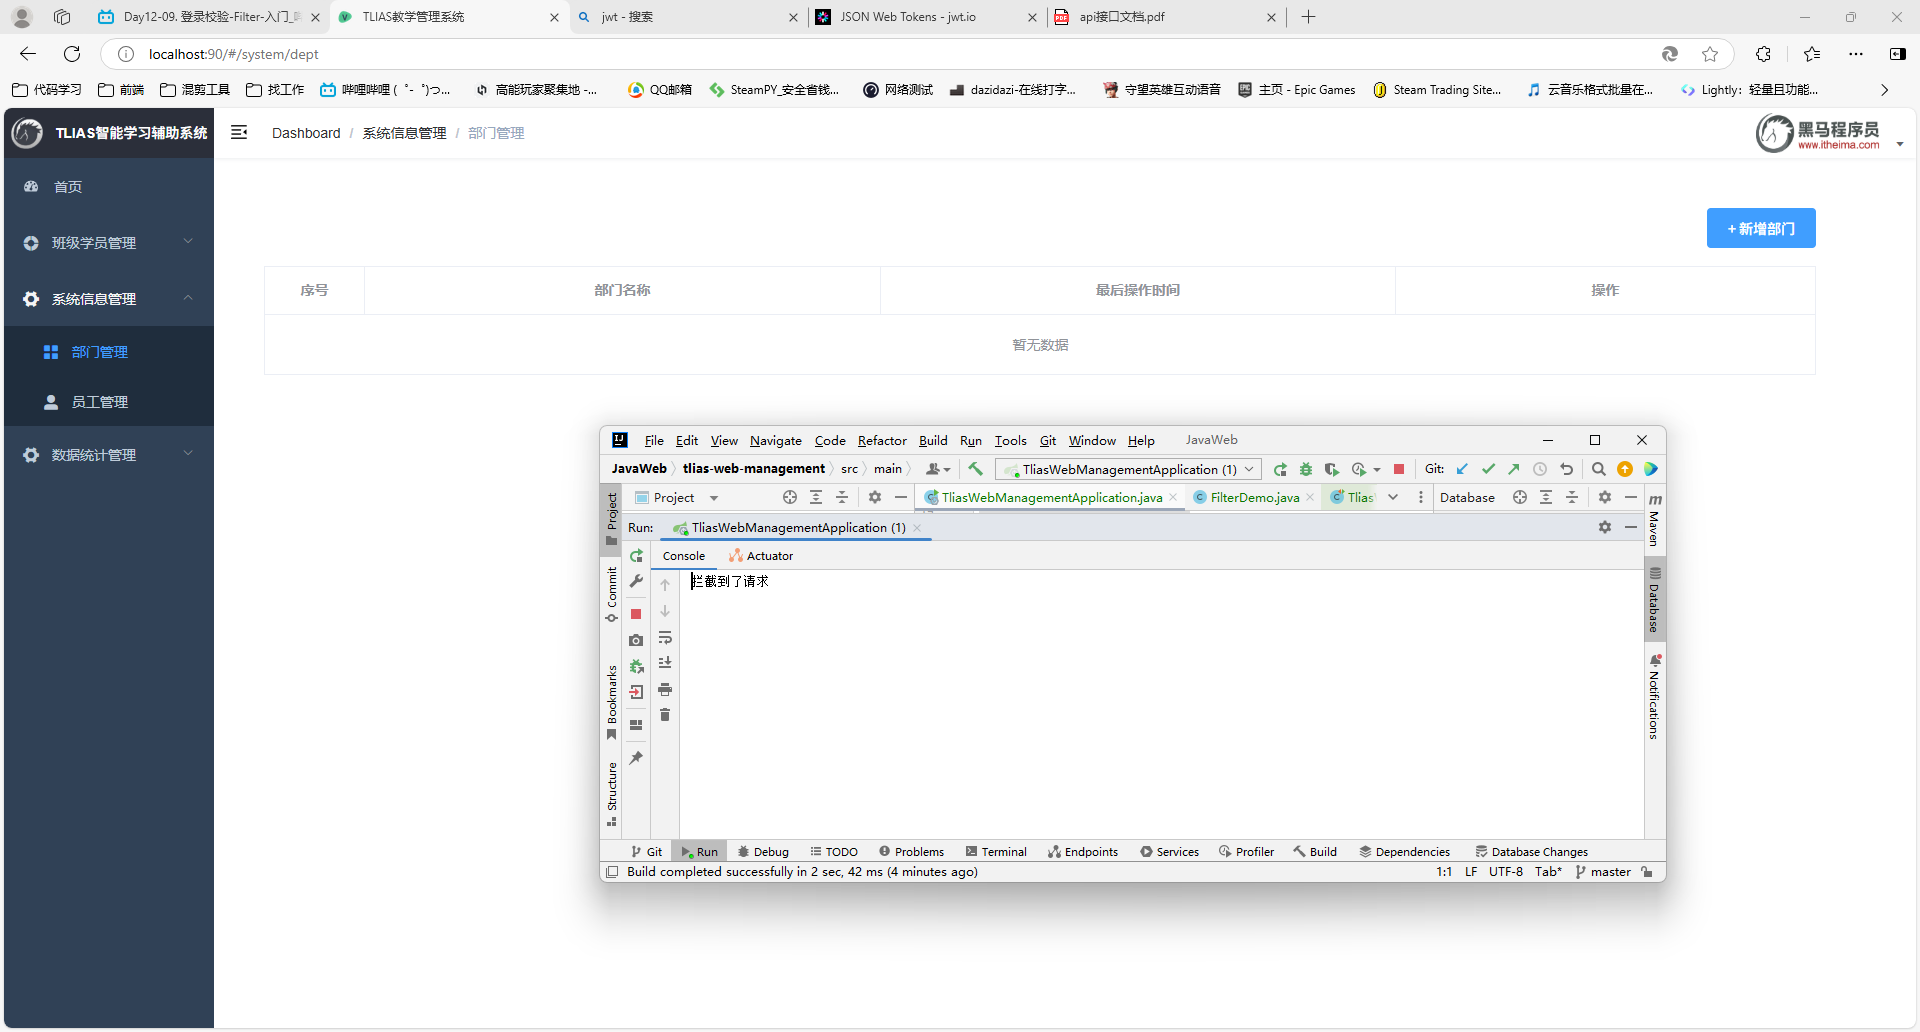 Day12-09. 登录校验-Filter-入门_
TLIAS教学管理系统
jwt - 搜索
JSON Web Tokens - jwt.io
api接口文档.pdf
localhost:90/#/system/dept
代码学习
前端
混剪工具
找工作
哔哩哔哩 ( ゜- ゜)つ...
高能玩家聚集地 -...
QQ邮箱
SteamPY_安全省钱...
网络测试
dazidazi-在线打字...
守望英雄互动语音
主页 - Epic Games
Steam Trading Site...
云音乐格式批量在...
Lightly：轻量且功能...
TLIAS智能学习辅助系统
Dashboard / 系统信息管理 / 部门管理
黑马程序员
www.itheima.com
首页
班级学员管理
系统信息管理
部门管理
员工管理
数据统计管理
+ 新增部门
序号 部门名称 最后操作时间 操作
暂无数据
File Edit View Navigate Code Refactor Build Run Tools Git Window Help JavaWeb
JavaWeb tlias-web-management src main TliasWebManagementApplication (1) Git:
Project TliasWebManagementApplication.java FilterDemo.java Tlias Database
Run: TliasWebManagementApplication (1)
Console Actuator
拦截到了请求
Project
Commit
Bookmarks
Structure
m
Maven
Database
Notifications
Git Run Debug TODO Problems Terminal Endpoints Services Profiler Build Dependencies Database Changes
Build completed successfully in 2 sec, 42 ms (4 minutes ago) 1:1 LF UTF-8 Tab* master